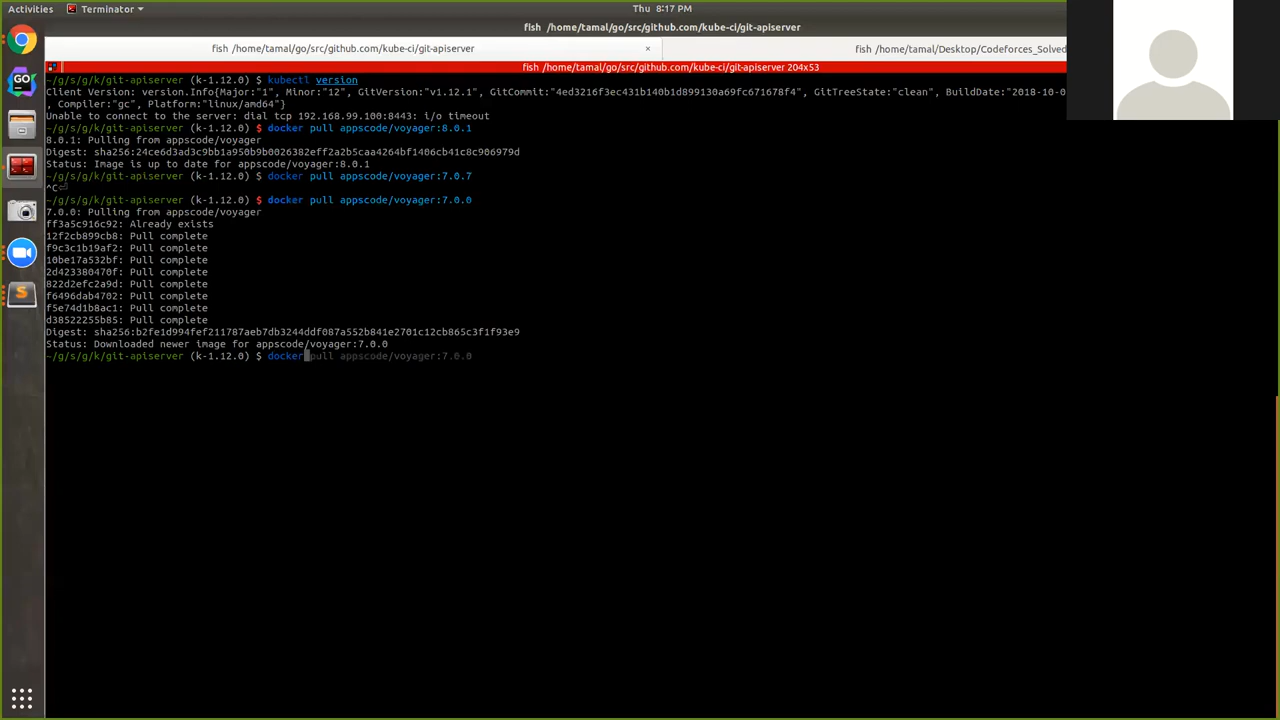 Activities
Terminator
Thu 8:17 PM
fish /home/tamal/go/src/github.com/kube-ci/git-apiserver
fish /home/tamal/go/src/github.com/kube-ci/git-apiserver ×
fish /home/tamal/Desktop/Codeforces_Solved
fish /home/tamal/go/src/github.com/kube-ci/git-apiserver 204x53
~/g/s/g/k/git-apiserver (k-1.12.0) $ kubectl version
Client Version: version.Info{Major:"1", Minor:"12", GitVersion:"v1.12.1", GitCommit:"4ed3216f3ec431b140b1d899130a69fc671678f4", GitTreeState:"clean", BuildDate:"2018-10-0
, Compiler:"gc", Platform:"linux/amd64"}
Unable to connect to the server: dial tcp 192.168.99.100:8443: i/o timeout
~/g/s/g/k/git-apiserver (k-1.12.0) $ docker pull appscode/voyager:8.0.1
8.0.1: Pulling from appscode/voyager
Digest: sha256:24ce6d3ad3c9bb1a950b9b0026382eff2a2b5caa4264bf1406cb41c8c906979d
Status: Image is up to date for appscode/voyager:8.0.1
~/g/s/g/k/git-apiserver (k-1.12.0) $ docker pull appscode/voyager:7.0.7
^C⏎
~/g/s/g/k/git-apiserver (k-1.12.0) $ docker pull appscode/voyager:7.0.0
7.0.0: Pulling from appscode/voyager
ff3a5c916c92: Already exists
12f2cb899cb8: Pull complete
f9c3c1b19af2: Pull complete
10be17a532bf: Pull complete
2d423380470f: Pull complete
822d2efc2a9d: Pull complete
f6496dab4702: Pull complete
f5e74d1b8ac1: Pull complete
d38522255b85: Pull complete
Digest: sha256:b2fe1d994fef211787aeb7db3244ddf087a552b841e2701c12cb865c3f1f93e9
Status: Downloaded newer image for appscode/voyager:7.0.0
~/g/s/g/k/git-apiserver (k-1.12.0) $ docker pull appscode/voyager:7.0.0
GO
S